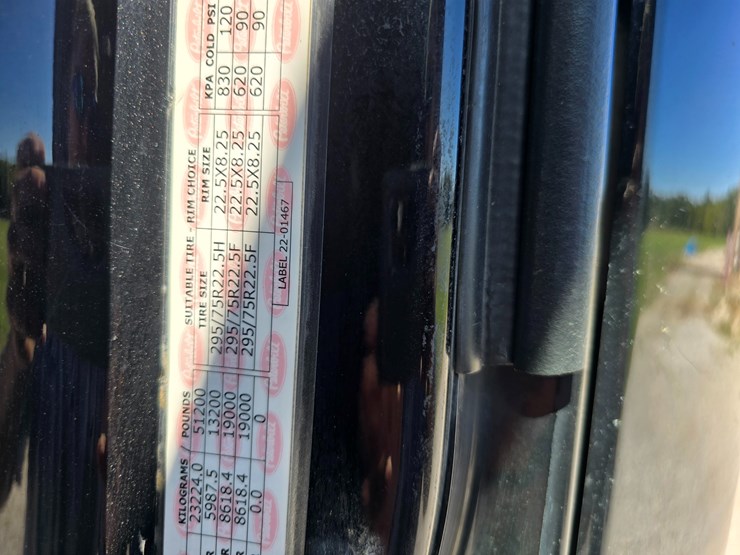 KILOGRAMS / POUNDS SUITABLE TIRE - RIM CHOICE
23224.0 51200 TIRE SIZE RIM SIZE KPA COLD PSI
5987.5 13200 295/75R22.5H 22.5X8.25 830 120
8618.4 19000 295/75R22.5F 22.5X8.25 620 90
8618.4 19000 295/75R22.5F 22.5X8.25 620 90
0.0 0
LABEL 22-01467